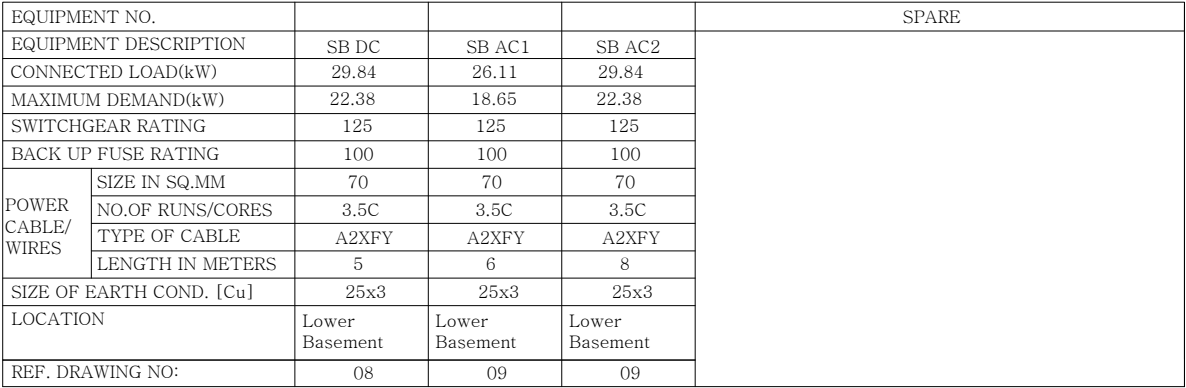 EQUIPMENT NO. SPARE
EQUIPMENT DESCRIPTION SB DC SB AC1 SB AC2
CONNECTED LOAD(kW) 29.84 26.11 29.84
MAXIMUM DEMAND(kW) 22.38 18.65 22.38
SWITCHGEAR RATING 125 125 125
BACK UP FUSE RATING 100 100 100
POWER CABLE/ WIRES
SIZE IN SQ.MM 70 70 70
NO.OF RUNS/CORES 3.5C 3.5C 3.5C
TYPE OF CABLE A2XFY A2XFY A2XFY
LENGTH IN METERS 5 6 8
SIZE OF EARTH COND. [Cu] 25x3 25x3 25x3
LOCATION Lower Basement Lower Basement Lower Basement
REF. DRAWING NO: 08 09 09